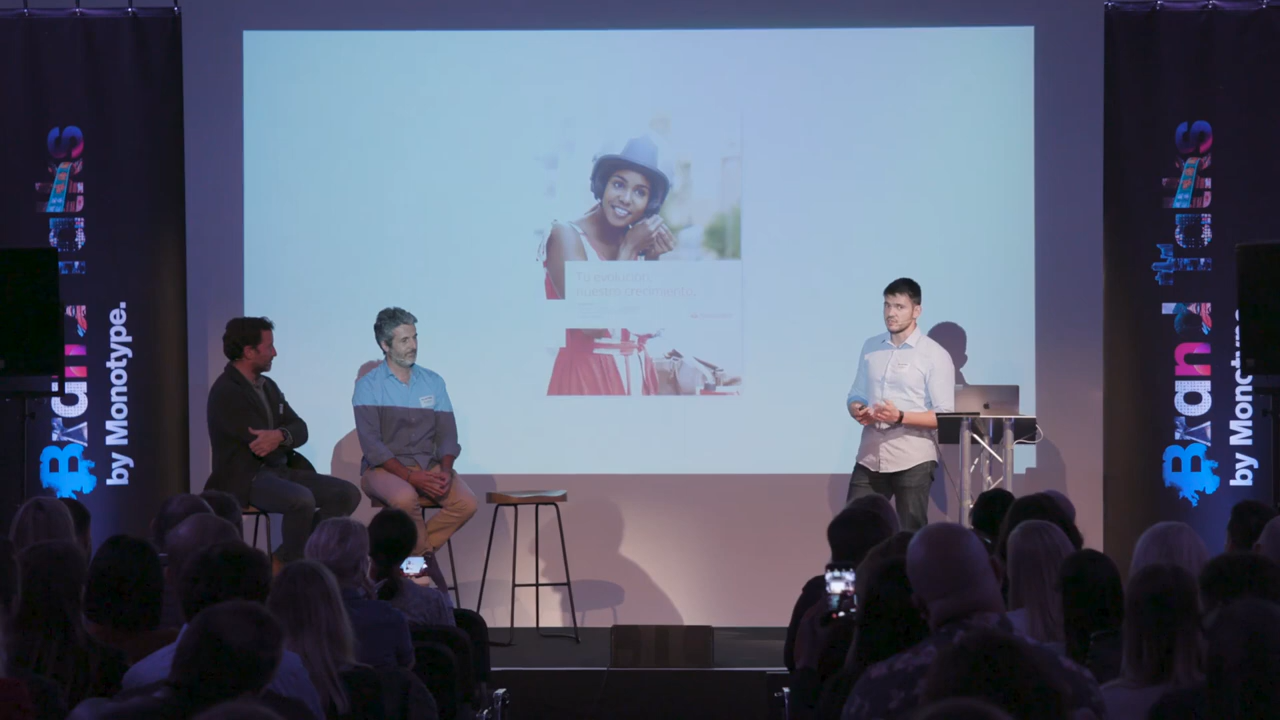 Brand Talks
by Monotype.
Tu evolución,
nuestro crecimiento.
Brand Talks
by Monotype.